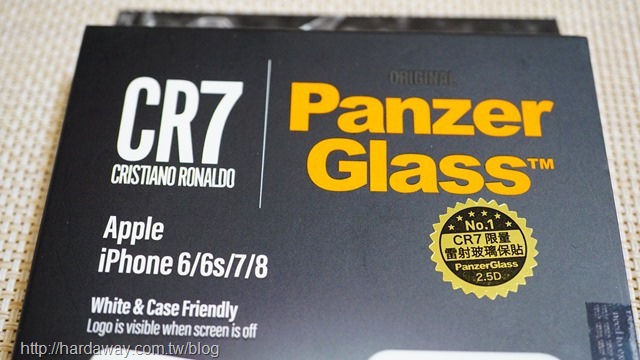 CR7
CRISTIANO RONALDO
ORIGINAL
Panzer
Glass™
Apple
iPhone 6/6s/7/8
White & Case Friendly
Logo is visible when screen is off
No.1
CR7 限量
雷射玻璃保貼
PanzerGlass
2.5D
http://hardaway.com.tw/blog